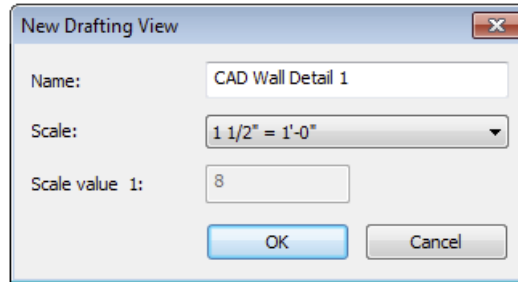 New Drafting View
Name: CAD Wall Detail 1
Scale: 1 1/2" = 1'-0"
Scale value 1: 8
OK Cancel